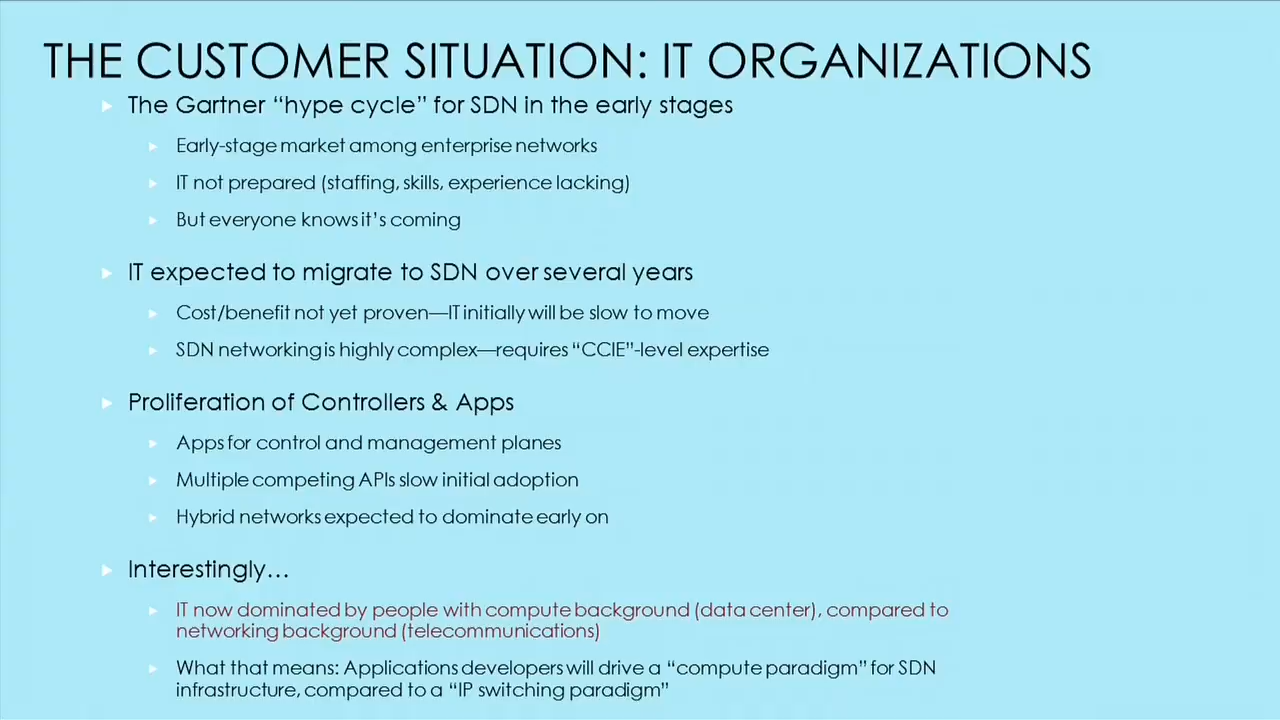 THE CUSTOMER SITUATION: IT ORGANIZATIONS
The Gartner “hype cycle” for SDN in the early stages
Early-stage market among enterprise networks
IT not prepared (staffing, skills, experience lacking)
But everyone knows it’s coming
IT expected to migrate to SDN over several years
Cost/benefit not yet proven—IT initially will be slow to move
SDN networking is highly complex—requires “CCIE”-level expertise
Proliferation of Controllers & Apps
Apps for control and management planes
Multiple competing APIs slow initial adoption
Hybrid networks expected to dominate early on
Interestingly…
IT now dominated by people with compute background (data center), compared to
networking background (telecommunications)
What that means: Applications developers will drive a “compute paradigm” for SDN
infrastructure, compared to a “IP switching paradigm”